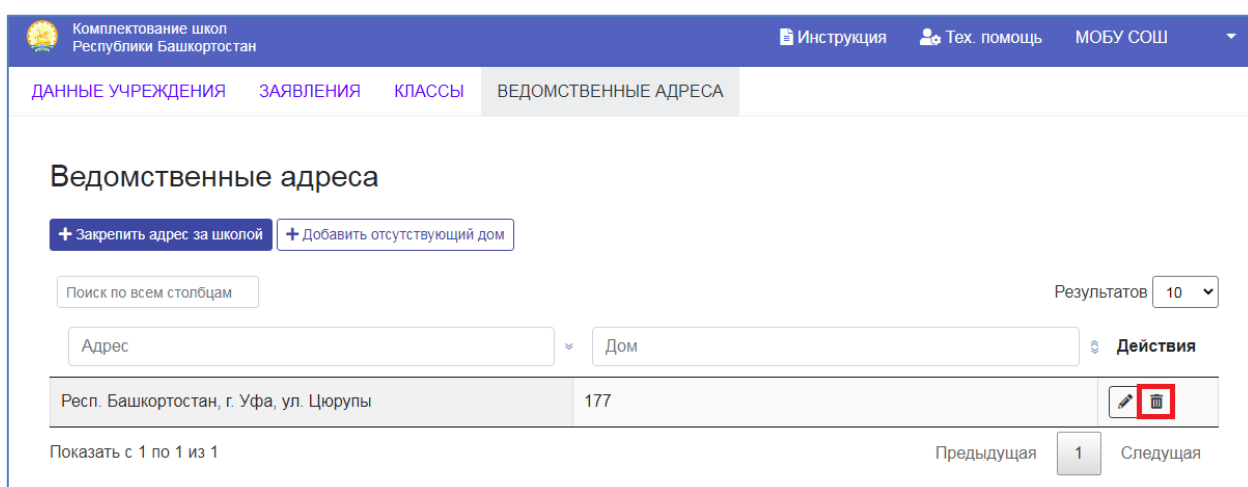 Комплектование школ
Республики Башкортостан
Инструкция Тех. помощь МОБУ СОШ
ДАННЫЕ УЧРЕЖДЕНИЯ ЗАЯВЛЕНИЯ КЛАССЫ ВЕДОМСТВЕННЫЕ АДРЕСА
Ведомственные адреса
+ Закрепить адрес за школой + Добавить отсутствующий дом
Поиск по всем столбцам Результатов 10
Адрес Дом Действия
Респ. Башкортостан, г. Уфа, ул. Цюрупы 177
Показать с 1 по 1 из 1 Предыдущая 1 Следущая